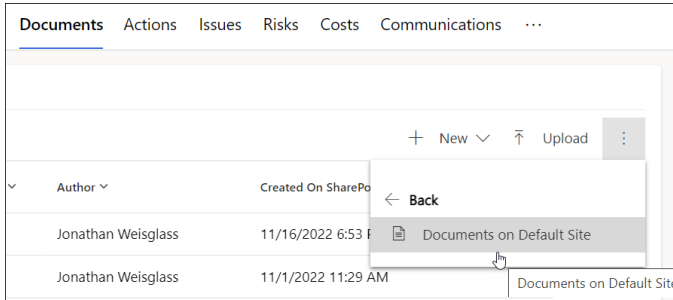 Documents Actions Issues Risks Costs Communications ···
New Upload
Author Created On SharePo
Back
Jonathan Weisglass 11/16/2022 6:53 Documents on Default Site
Jonathan Weisglass 11/1/2022 11:29 AM
Documents on Default Site